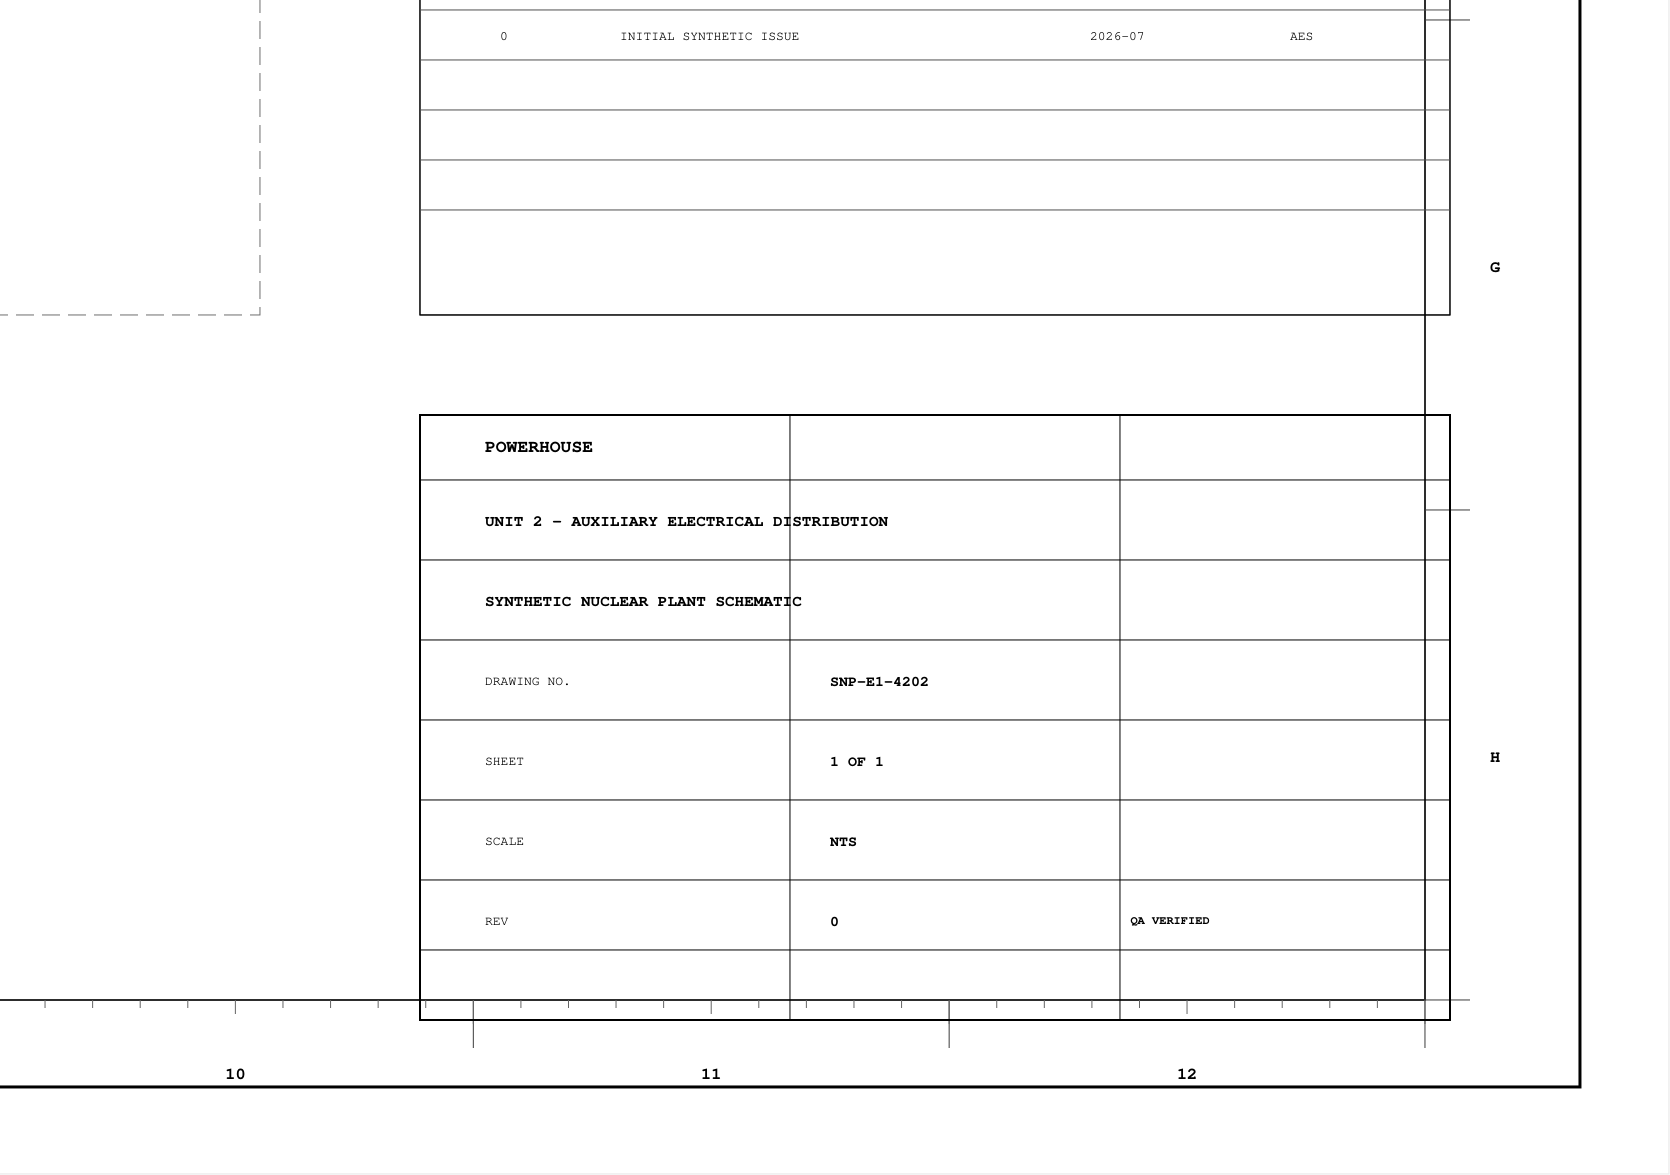 0 INITIAL SYNTHETIC ISSUE 2026-07 AES
G
POWERHOUSE
UNIT 2 - AUXILIARY ELECTRICAL DISTRIBUTION
SYNTHETIC NUCLEAR PLANT SCHEMATIC
DRAWING NO. SNP-E1-4202
SHEET 1 OF 1
H
SCALE NTS
REV 0 QA VERIFIED
10 11 12